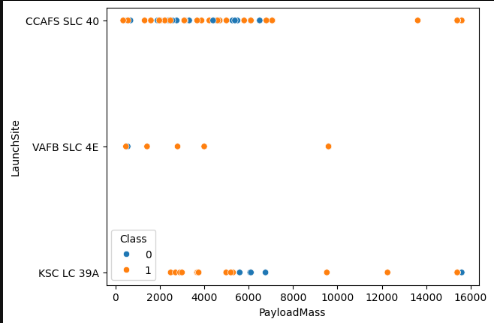 CCAFS SLC 40
VAFB SLC 4E
KSC LC 39A
LaunchSite
Class
0
1
0 2000 4000 6000 8000 10000 12000 14000 16000
PayloadMass